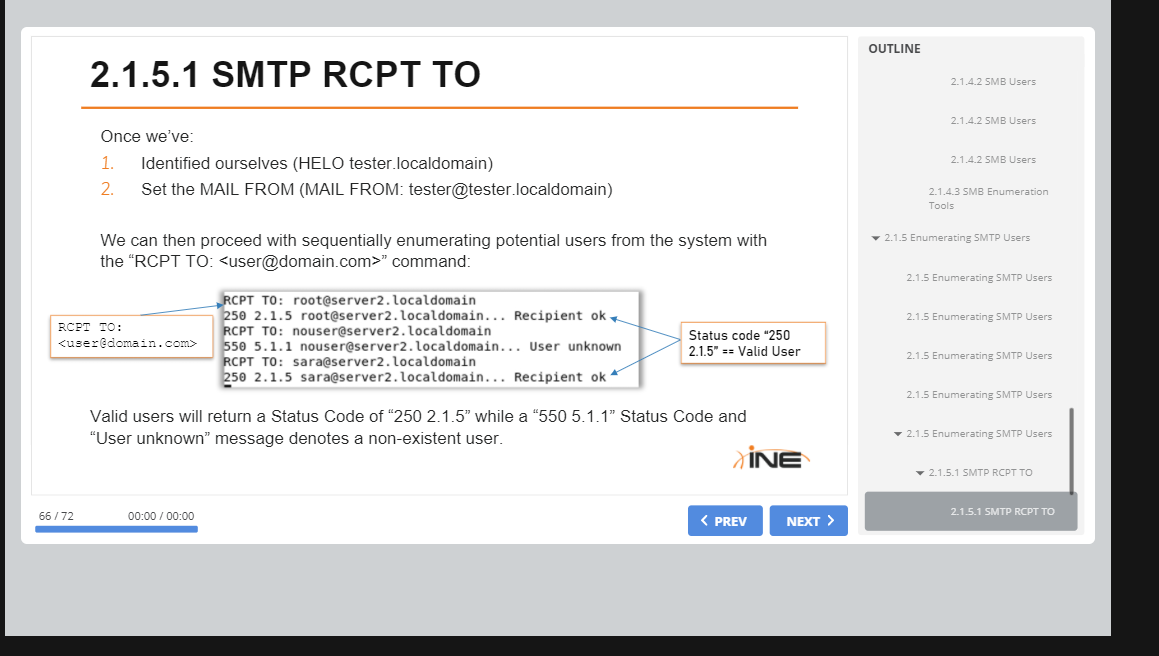 2.1.5.1 SMTP RCPT TO
Once we've:
1. Identified ourselves (HELO tester.localdomain)
2. Set the MAIL FROM (MAIL FROM: tester@tester.localdomain)
We can then proceed with sequentially enumerating potential users from the system with
the “RCPT TO: <user@domain.com>” command:
RCPT TO:
<user@domain.com>
RCPT TO: root@server2.localdomain
250 2.1.5 root@server2.localdomain... Recipient ok
RCPT TO: nouser@server2.localdomain
550 5.1.1 nouser@server2.localdomain... User unknown
RCPT TO: sara@server2.localdomain
250 2.1.5 sara@server2.localdomain... Recipient ok
Status code “250
2.1.5” == Valid User
Valid users will return a Status Code of “250 2.1.5” while a “550 5.1.1” Status Code and
“User unknown” message denotes a non-existent user.
INE
66 / 72
00:00 / 00:00
PREV
NEXT
OUTLINE
2.1.4.2 SMB Users
2.1.4.2 SMB Users
2.1.4.2 SMB Users
2.1.4.3 SMB Enumeration
Tools
2.1.5 Enumerating SMTP Users
2.1.5 Enumerating SMTP Users
2.1.5 Enumerating SMTP Users
2.1.5 Enumerating SMTP Users
2.1.5 Enumerating SMTP Users
2.1.5 Enumerating SMTP Users
2.1.5.1 SMTP RCPT TO
2.1.5.1 SMTP RCPT TO